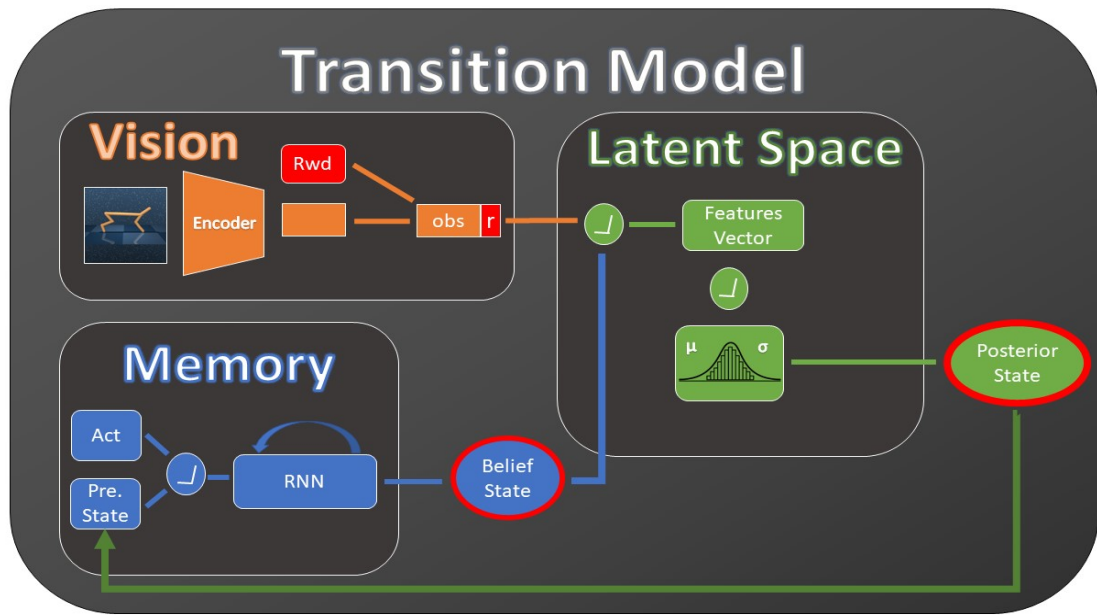 Transition Model
Vision
Rwd
Encoder
obs
r
Latent Space
Features
Vector
μ
σ
Posterior
State
Memory
Act
Pre.
State
RNN
Belief
State